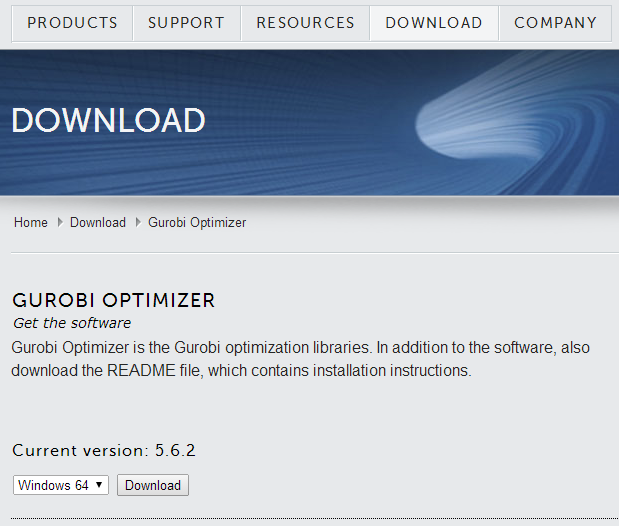 PRODUCTS SUPPORT RESOURCES DOWNLOAD COMPANY
DOWNLOAD
Home Download Gurobi Optimizer
GUROBI OPTIMIZER
Get the software
Gurobi Optimizer is the Gurobi optimization libraries. In addition to the software, also
download the README file, which contains installation instructions.
Current version: 5.6.2
Windows 64 Download